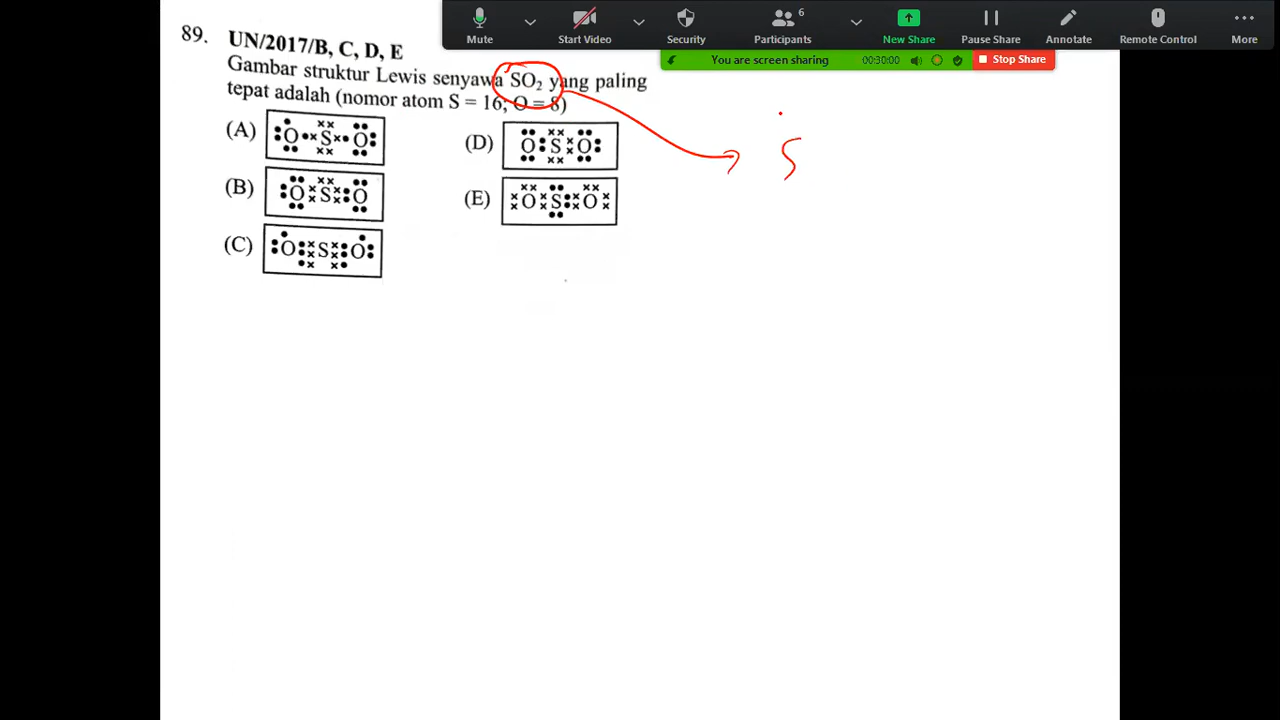 Mute
Start Video
Security
Participants
6
New Share
Pause Share
Annotate
Remote Control
More
You are screen sharing
00:30:00
Stop Share
89. UN/2017/B, C, D, E
Gambar struktur Lewis senyawa SO₂ yang paling
tepat adalah (nomor atom S = 16; O = 8)
(A) O S O
(B) O S O
(C) O S O
(D) O S O
(E) O S O
S